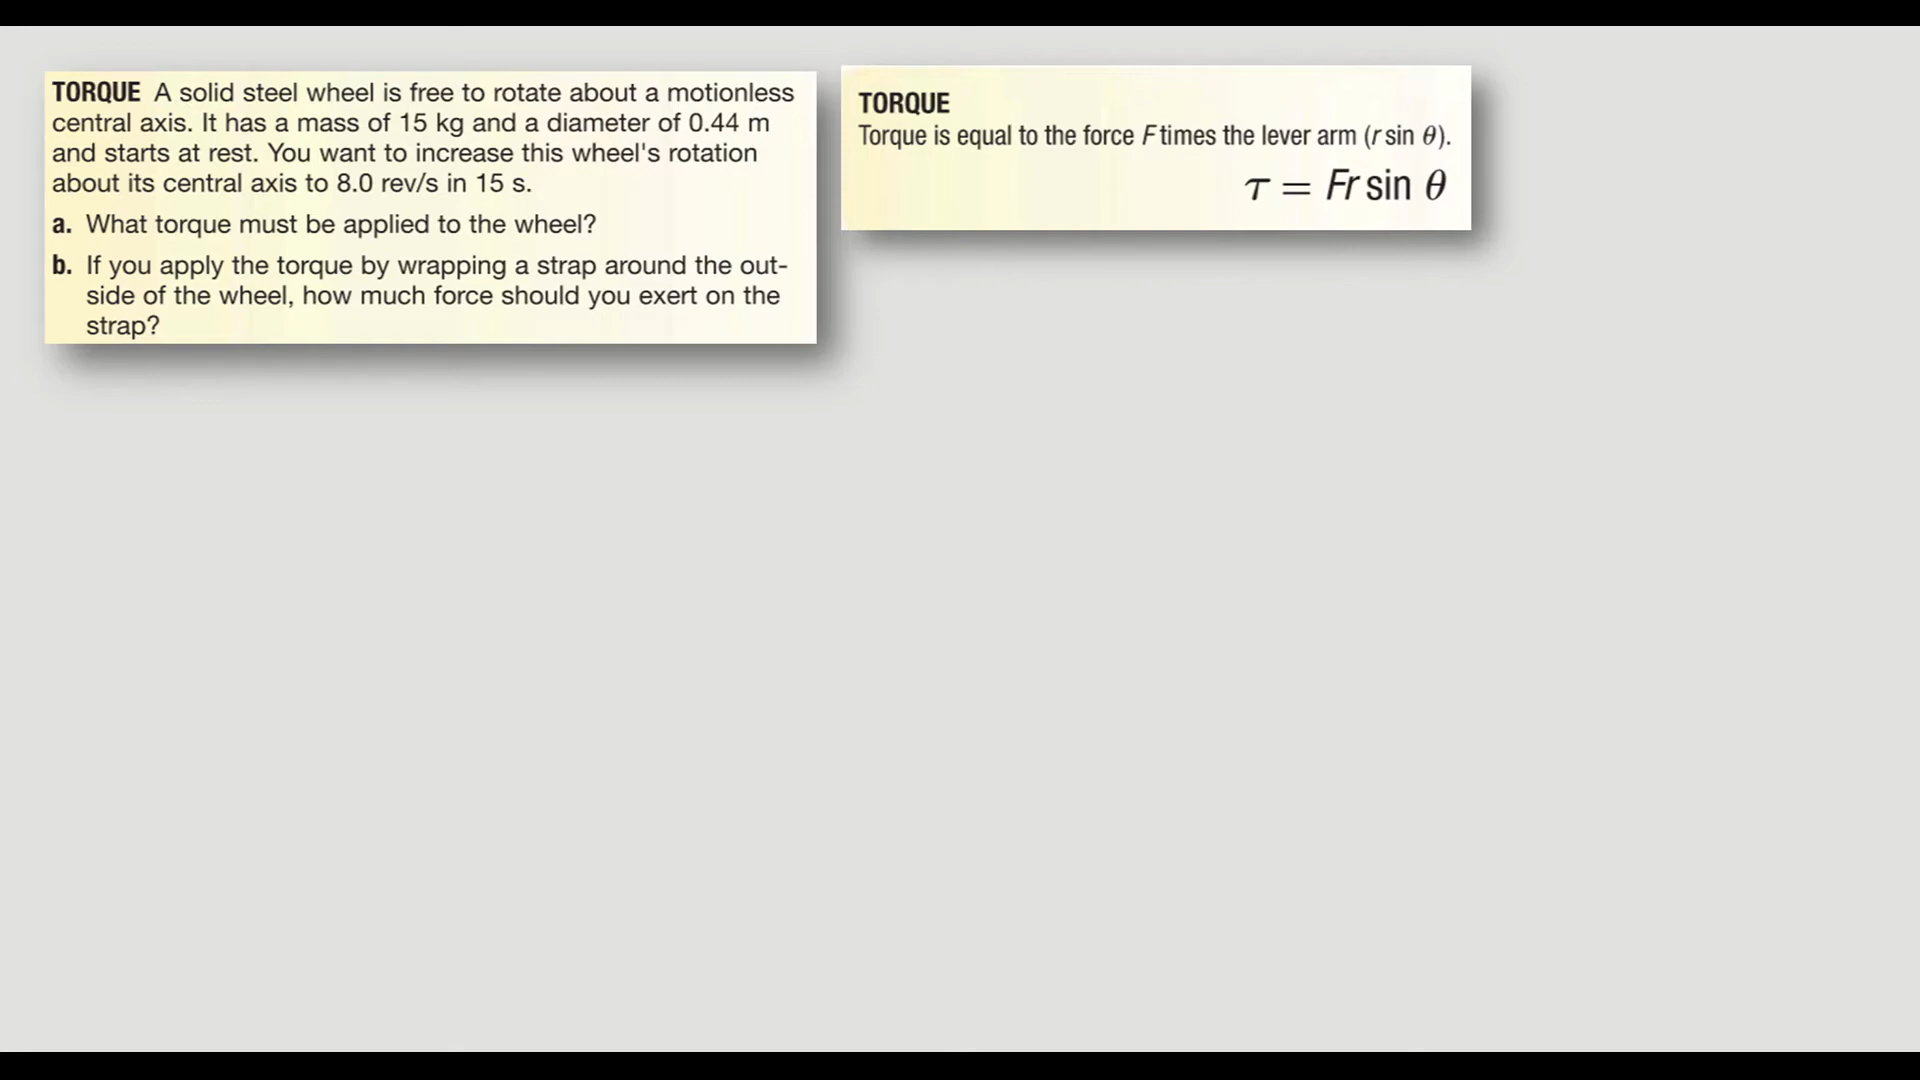 TORQUE A solid steel wheel is free to rotate about a motionless
central axis. It has a mass of 15 kg and a diameter of 0.44 m
and starts at rest. You want to increase this wheel's rotation
about its central axis to 8.0 rev/s in 15 s.
a. What torque must be applied to the wheel?
b. If you apply the torque by wrapping a strap around the out-
side of the wheel, how much force should you exert on the
strap?
TORQUE
Torque is equal to the force F times the lever arm (r sin θ).
τ = Fr sin θ